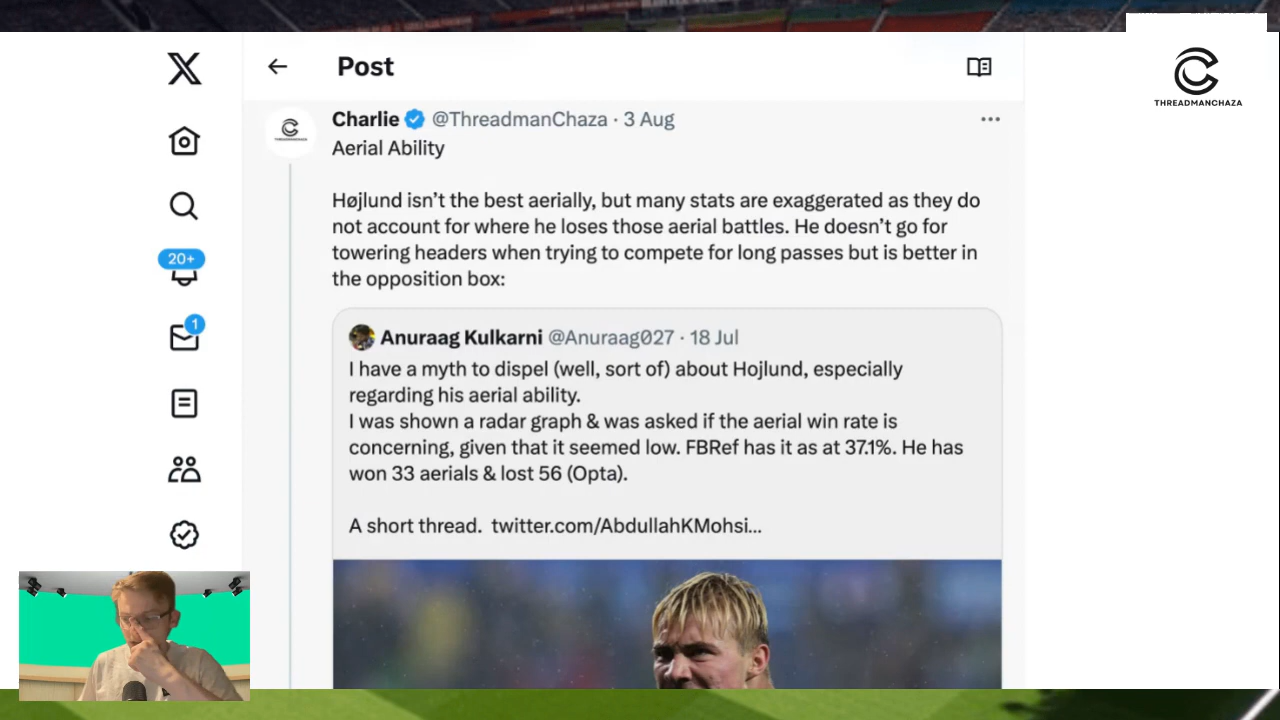 Post
THREADMANCHAZA
Charlie @ThreadmanChaza · 3 Aug
Aerial Ability
Højlund isn’t the best aerially, but many stats are exaggerated as they do
not account for where he loses those aerial battles. He doesn’t go for
towering headers when trying to compete for long passes but is better in
the opposition box:
20+
1
Anuraag Kulkarni @Anuraag027 · 18 Jul
I have a myth to dispel (well, sort of) about Hojlund, especially
regarding his aerial ability.
I was shown a radar graph & was asked if the aerial win rate is
concerning, given that it seemed low. FBRef has it as at 37.1%. He has
won 33 aerials & lost 56 (Opta).
A short thread. twitter.com/AbdullahKMohsi...